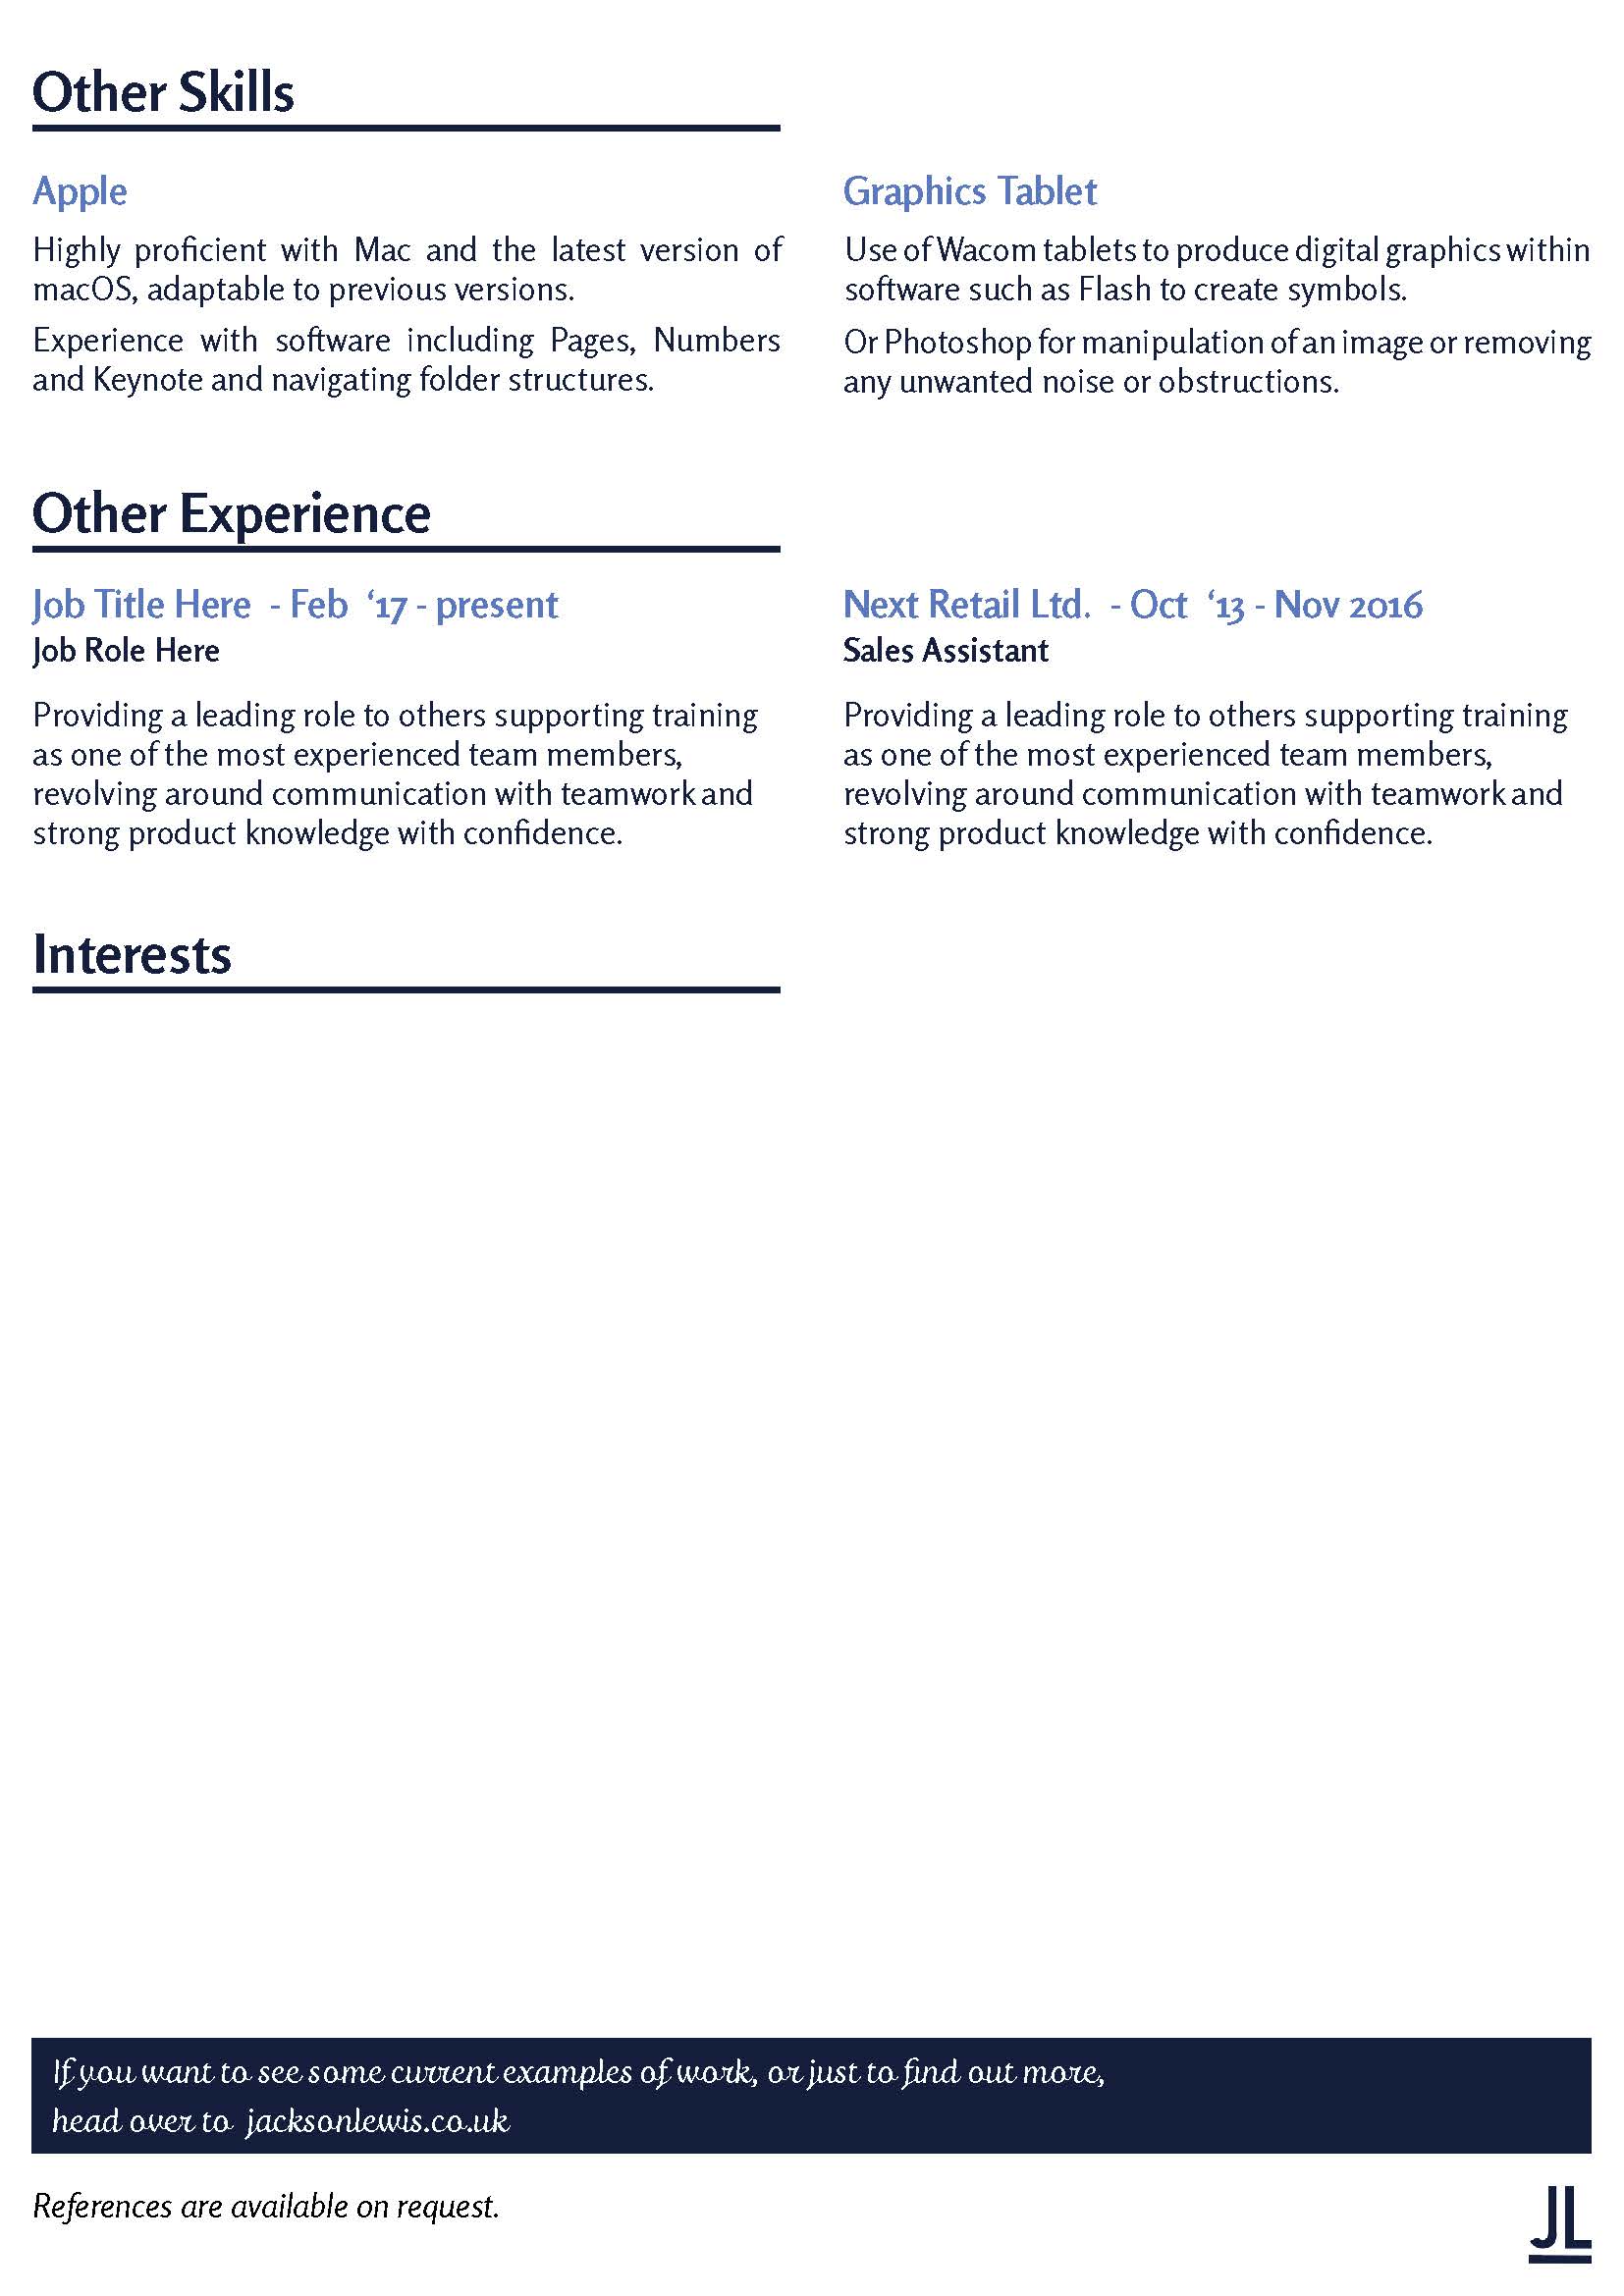 Other Skills
Apple
Highly proficient with Mac and the latest version of
macOS, adaptable to previous versions.
Experience with software including Pages, Numbers
and Keynote and navigating folder structures.
Graphics Tablet
Use of Wacom tablets to produce digital graphics within
software such as Flash to create symbols.
Or Photoshop for manipulation of an image or removing
any unwanted noise or obstructions.
Other Experience
Job Title Here - Feb ‘17 - present
Job Role Here
Providing a leading role to others supporting training
as one of the most experienced team members,
revolving around communication with teamwork and
strong product knowledge with confidence.
Next Retail Ltd. - Oct ‘13 - Nov 2016
Sales Assistant
Providing a leading role to others supporting training
as one of the most experienced team members,
revolving around communication with teamwork and
strong product knowledge with confidence.
Interests
If you want to see some current examples of work, or just to find out more,
head over to jacksonlewis.co.uk
References are available on request.
JL